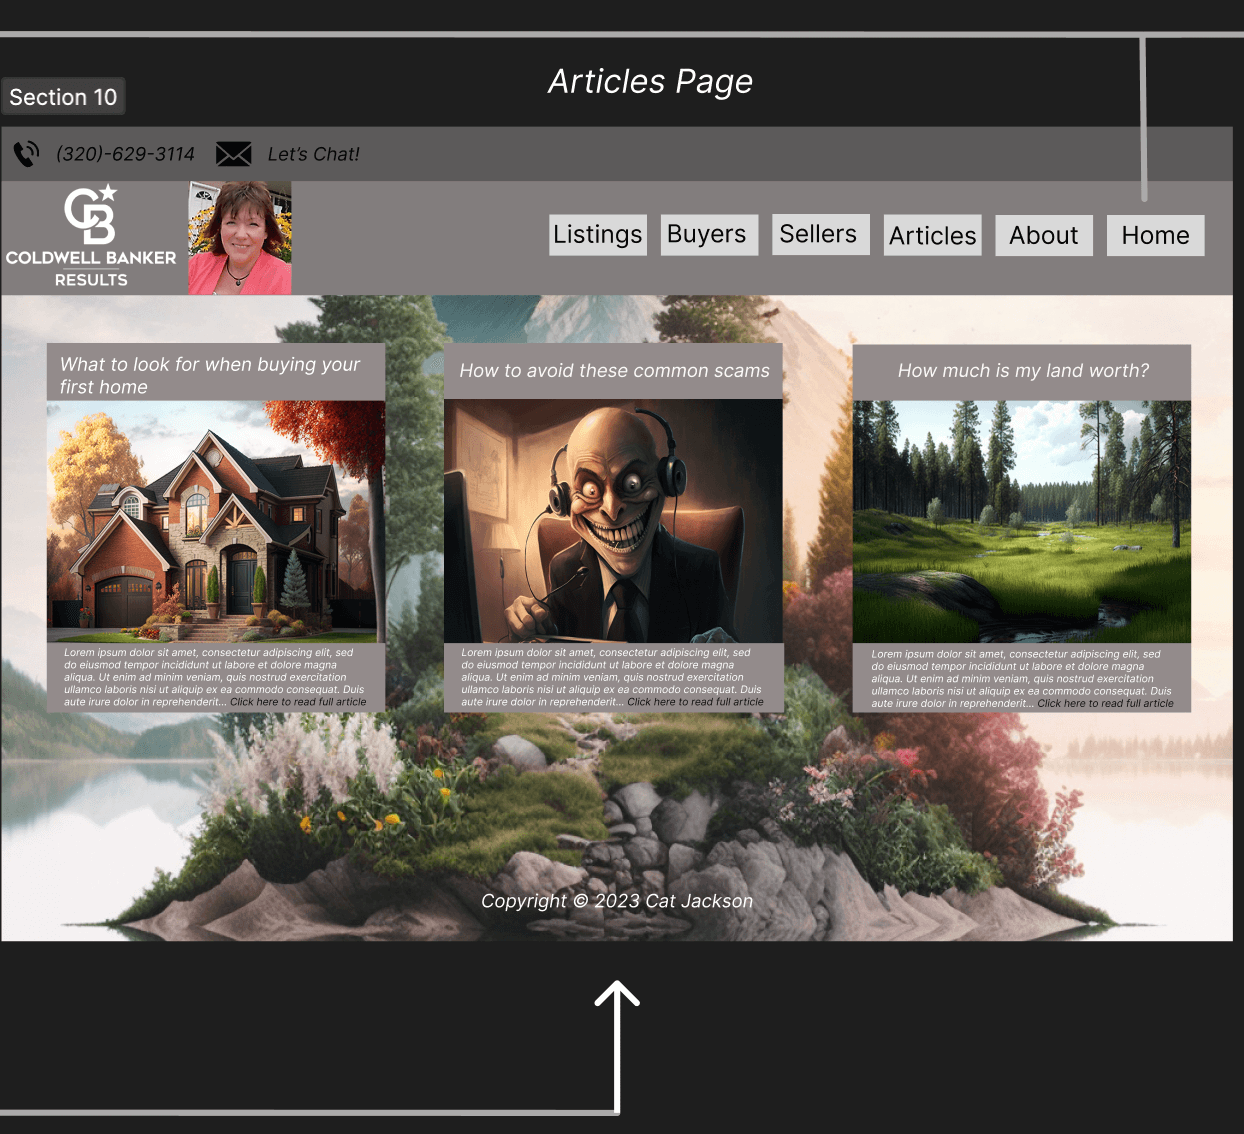 Articles Page
Section 10
(320)-629-3114
Let's Chat!
CB
COLDWELL BANKER
RESULTS
Listings
Buyers
Sellers
Articles
About
Home
What to look for when buying your
first home
Lorem ipsum dolor sit amet, consectetur adipiscing elit, sed
do eiusmod tempor incididunt ut labore et dolore magna
aliqua. Ut enim ad minim veniam, quis nostrud exercitation
ullamco laboris nisi ut aliquip ex ea commodo consequat. Duis
aute irure dolor in reprehenderit... Click here to read full article
How to avoid these common scams
Lorem ipsum dolor sit amet, consectetur adipiscing elit, sed
do eiusmod tempor incididunt ut labore et dolore magna
aliqua. Ut enim ad minim veniam, quis nostrud exercitation
ullamco laboris nisi ut aliquip ex ea commodo consequat. Duis
aute irure dolor in reprehenderit... Click here to read full article
How much is my land worth?
Lorem ipsum dolor sit amet, consectetur adipiscing elit, sed
do eiusmod tempor incididunt ut labore et dolore magna
aliqua. Ut enim ad minim veniam, quis nostrud exercitation
ullamco laboris nisi ut aliquip ex ea commodo consequat. Duis
aute irure dolor in reprehenderit... Click here to read full article
Copyright © 2023 Cat Jackson